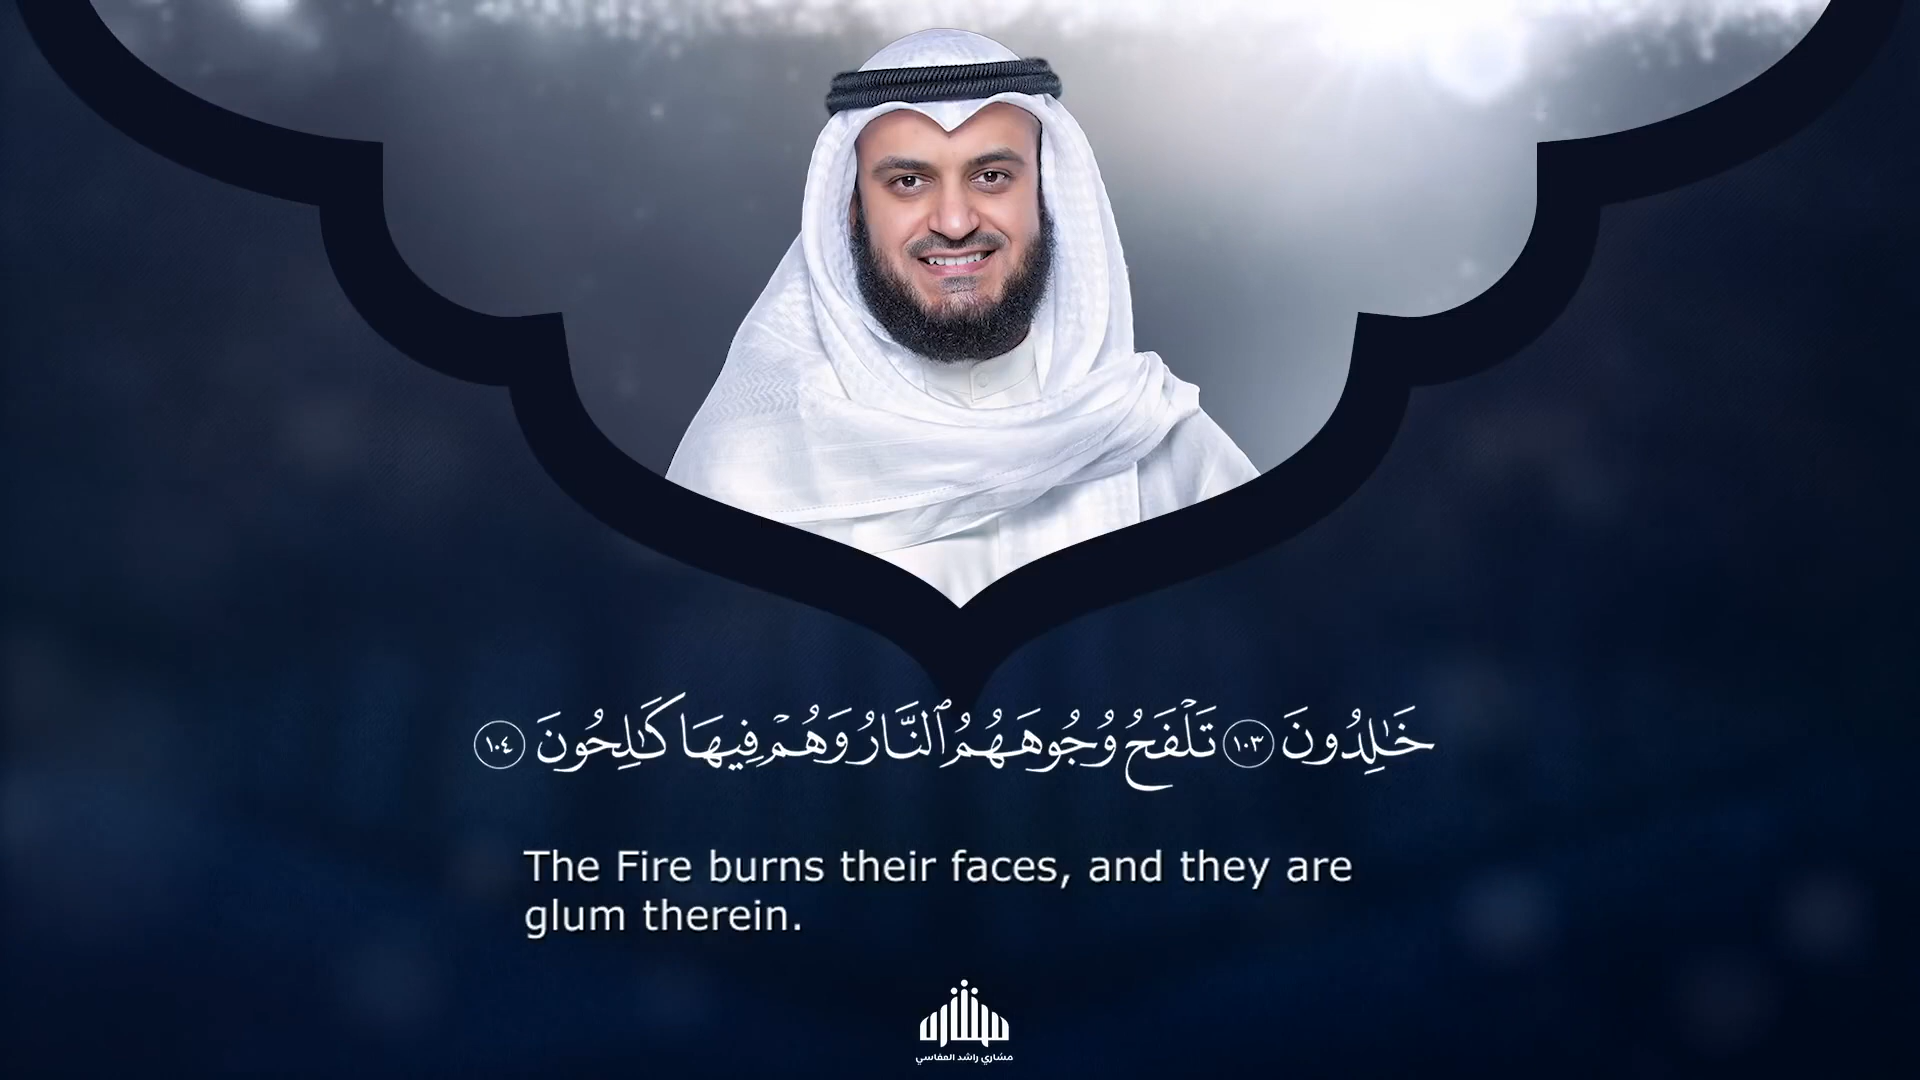 خَٰلِدُونَ ١٠٣ تَلْفَحُ وُجُوهَهُمُ ٱلنَّارُ وَهُمْ فِيهَا كَٰلِحُونَ ١٠٤
The Fire burns their faces, and they are
glum therein.
مشاري
مشاري راشد العفاسي